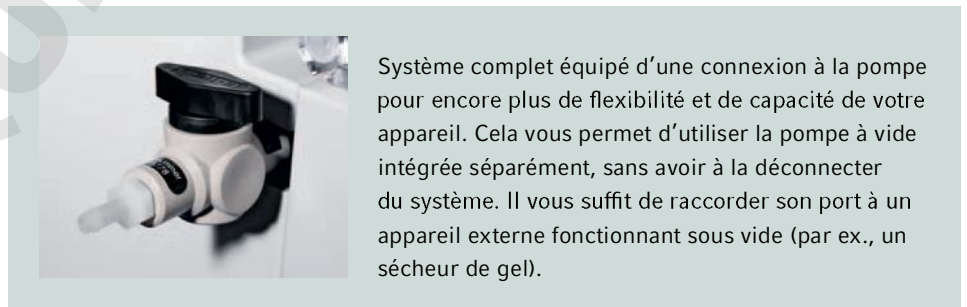 Système complet équipé d'une connexion à la pompe
pour encore plus de flexibilité et de capacité de votre
appareil. Cela vous permet d'utiliser la pompe à vide
intégrée séparément, sans avoir à la déconnecter
du système. Il vous suffit de raccorder son port à un
appareil externe fonctionnant sous vide (par ex., un
sécheur de gel).